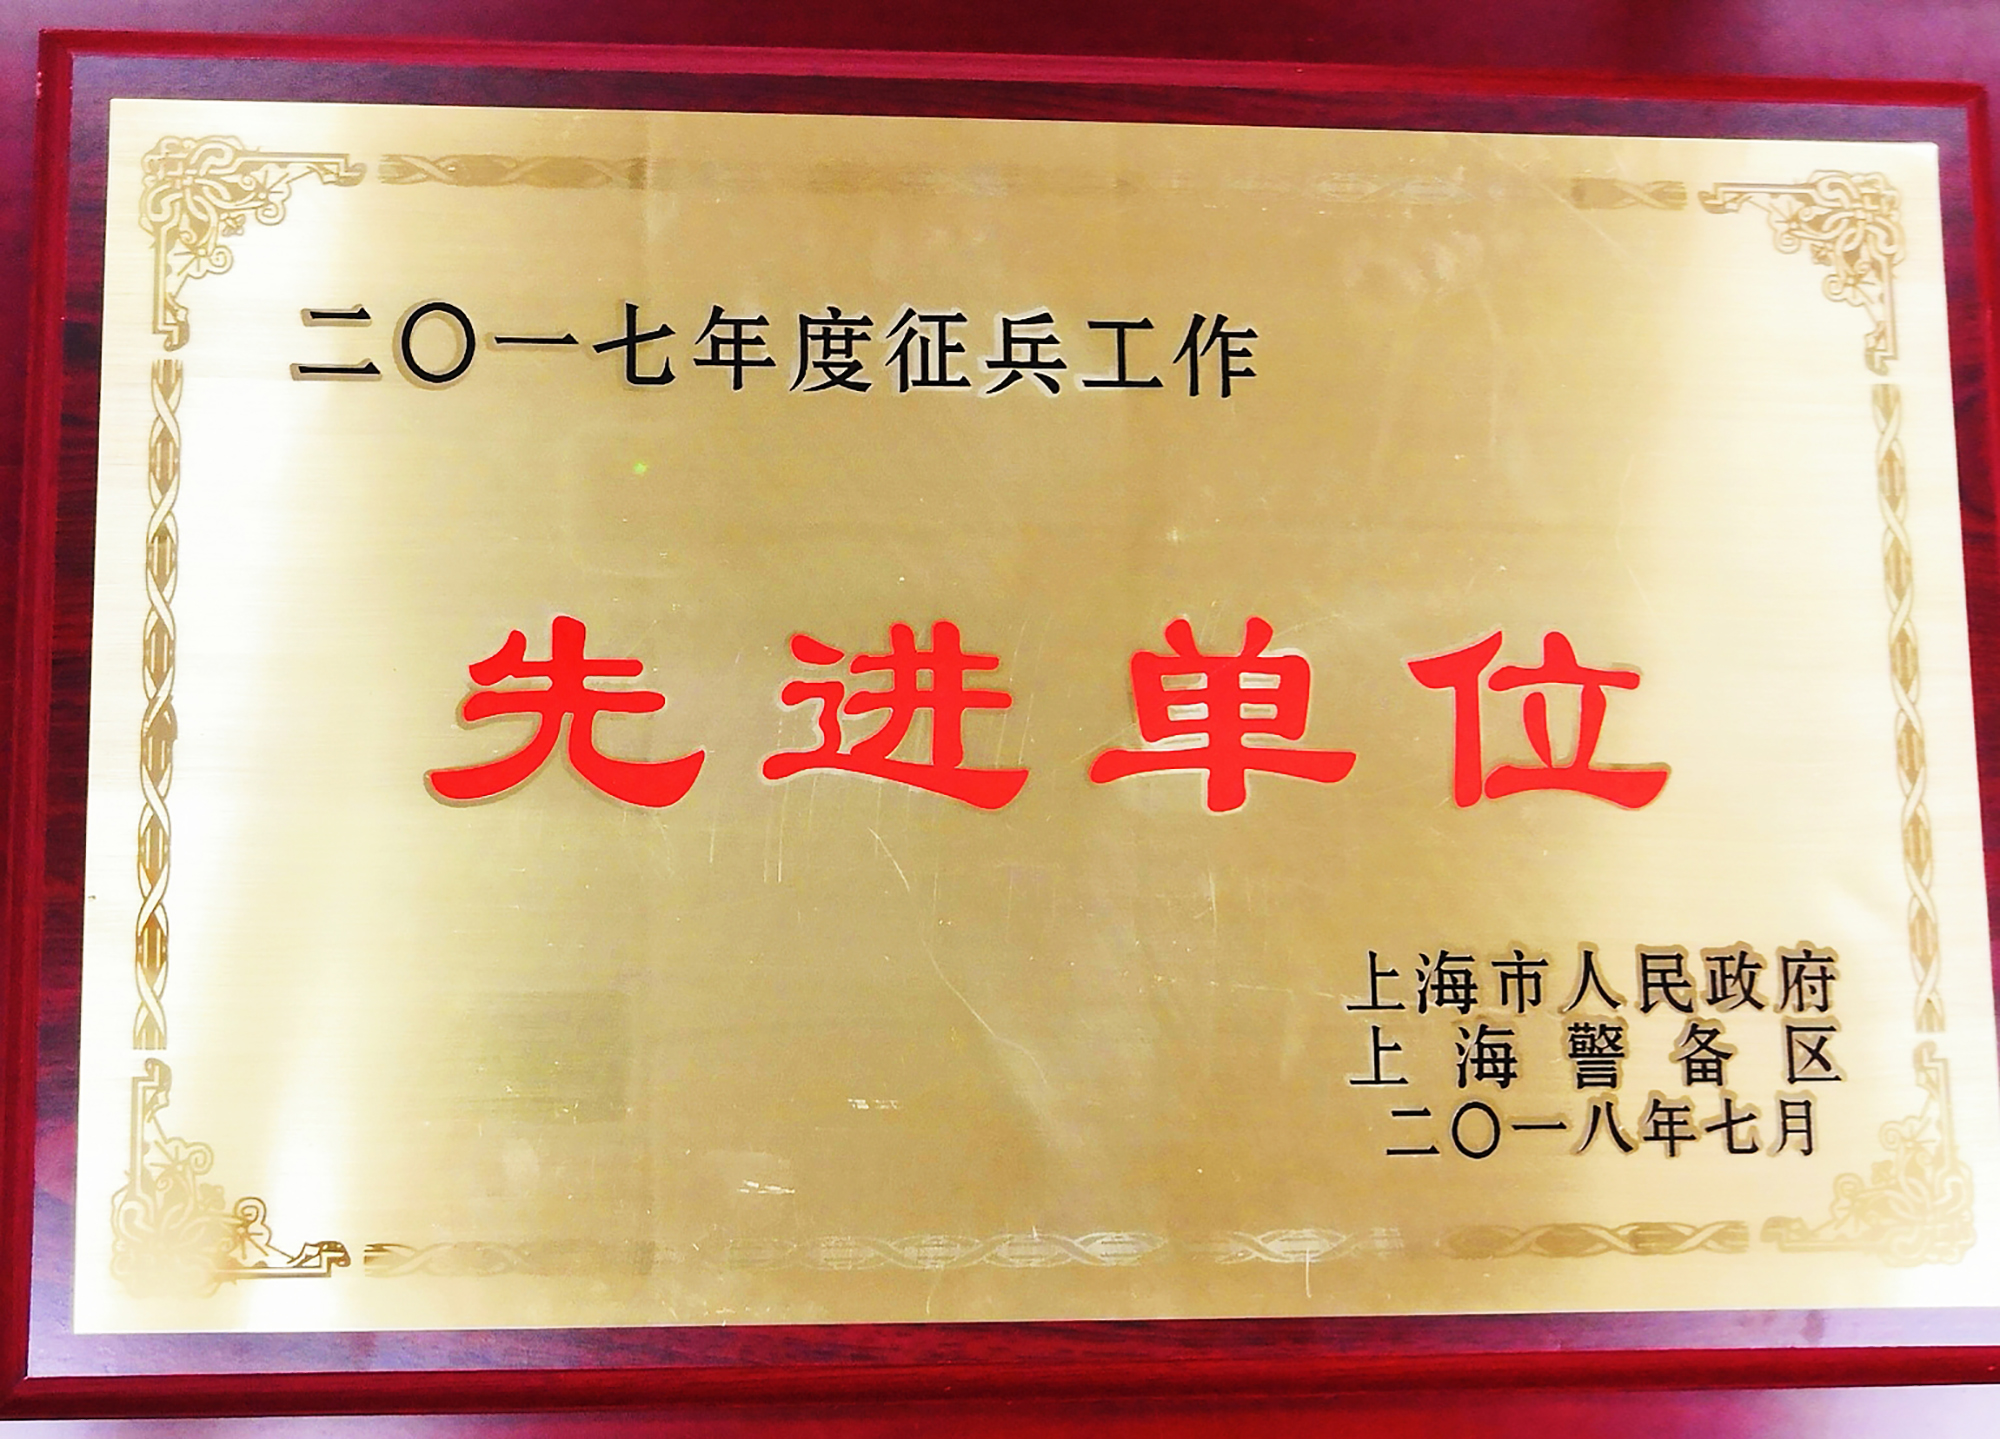 二〇一七年度征兵工作
先进单位
上海市人民政府
上海警备区
二〇一八年七月